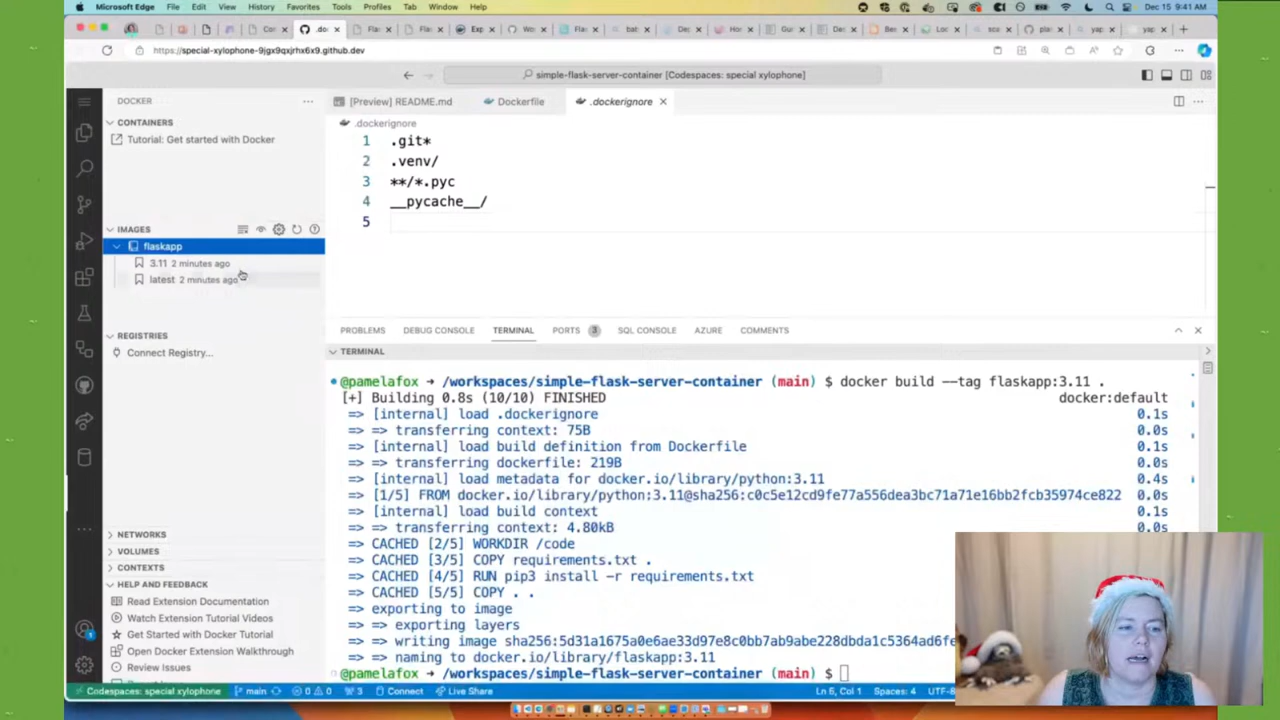 Microsoft Edge File Edit View History Favorites Tools Profiles Tab Window Help Dec 15 9:41 AM
https://special-xylophone-9jgx9qxjrhx6x9.github.dev
simple-flask-server-container [Codespaces: special xylophone]
DOCKER
CONTAINERS
Tutorial: Get started with Docker
IMAGES
flaskapp
3.11 2 minutes ago
latest 2 minutes ago
REGISTRIES
Connect Registry...
NETWORKS
VOLUMES
CONTEXTS
HELP AND FEEDBACK
Read Extension Documentation
Watch Extension Tutorial Videos
Get Started with Docker Tutorial
Open Docker Extension Walkthrough
Review Issues
[Preview] README.md Dockerfile .dockerignore
.dockerignore
1 .git*
2 .venv/
3 **/*.pyc
4 __pycache__/
5
PROBLEMS DEBUG CONSOLE TERMINAL PORTS 3 SQL CONSOLE AZURE COMMENTS
TERMINAL
@pamelafox → /workspaces/simple-flask-server-container (main) $ docker build --tag flaskapp:3.11 .
[+] Building 0.8s (10/10) FINISHED docker:default
=> [internal] load .dockerignore 0.1s
=> => transferring context: 75B 0.0s
=> [internal] load build definition from Dockerfile 0.1s
=> => transferring dockerfile: 219B 0.0s
=> [internal] load metadata for docker.io/library/python:3.11 0.4s
=> [1/5] FROM docker.io/library/python:3.11@sha256:c0c5e12cd9fe77a556dea3bc71a71e16bb2fcb35974ce822 0.0s
=> [internal] load build context 0.1s
=> => transferring context: 4.80kB 0.0s
=> CACHED [2/5] WORKDIR /code
=> CACHED [3/5] COPY requirements.txt .
=> CACHED [4/5] RUN pip3 install -r requirements.txt
=> CACHED [5/5] COPY . .
=> exporting to image
=> => exporting layers
=> => writing image sha256:5d31a1675a0e6ae33d97e8c0bb7ab9abe228dbda1c5364ad6fe
=> => naming to docker.io/library/flaskapp:3.11
@pamelafox → /workspaces/simple-flask-server-container (main) $
Codespaces: special xylophone main 0 0 3 Connect Live Share Ln 5, Col 1 Spaces: 4 UTF-8